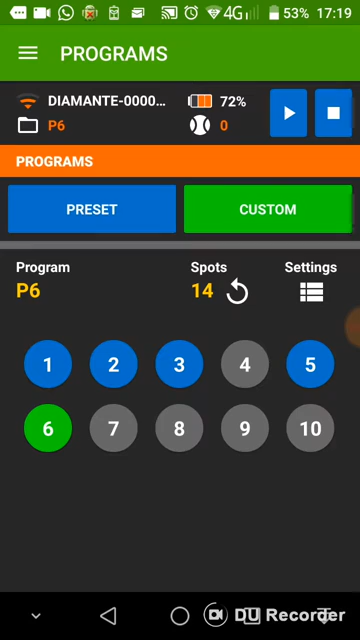 4G 53% 17:19
PROGRAMS
DIAMANTE-0000... 72%
P6 0
PROGRAMS
PRESET CUSTOM
Program Spots Settings
P6 14
1 2 3 4 5
6 7 8 9 10
DU Recorder